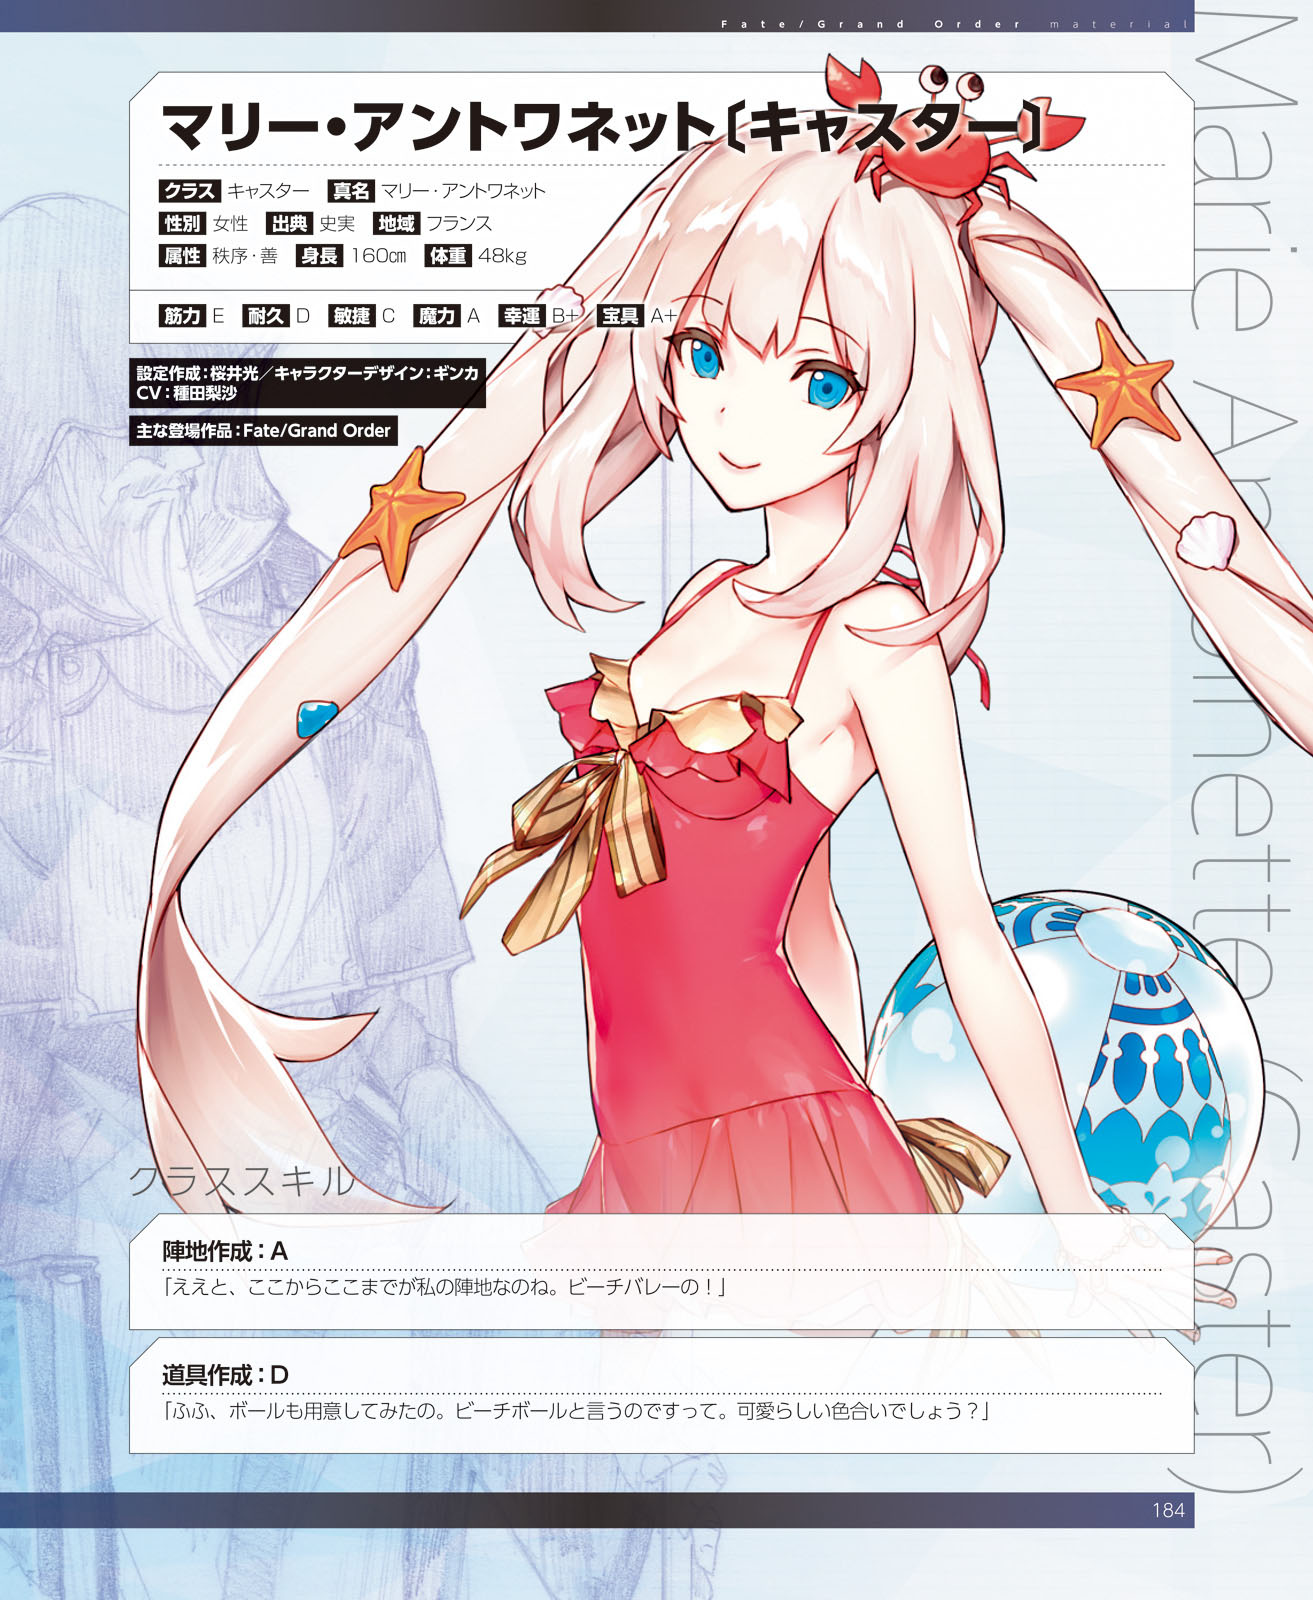 Fate/Grand Order material
マリー・アントワネット〔キャスター〕
クラス キャスター 真名 マリー・アントワネット
性別 女性 出典 史実 地域 フランス
属性 秩序・善 身長 160㎝ 体重 48kg
筋力 E 耐久 D 敏捷 C 魔力 A 幸運 B+ 宝具 A+
設定作成：桜井光／キャラクターデザイン：ギンカ
CV：種田梨沙
主な登場作品：Fate/Grand Order
Marie Antoinette (Caster)
クラススキル
陣地作成：A
「ええと、ここからここまでが私の陣地なのね。ビーチバレーの！」
道具作成：D
「ふふ、ボールも用意してみたの。ビーチボールと言うのですって。可愛らしい色合いでしょう？」
184